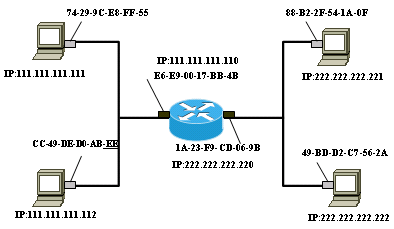 74-29-9C-E8-FF-55
88-B2-2F-54-1A-0F
IP:111.111.111.110
E6-E9-00-17-BB-4B
IP:111.111.111.111
IP:222.222.222.221
CC-49-DE-D0-AB-EE
1A-23-F9-CD-06-9B
IP:222.222.222.220
49-BD-D2-C7-56-2A
IP:111.111.111.112
IP:222.222.222.222